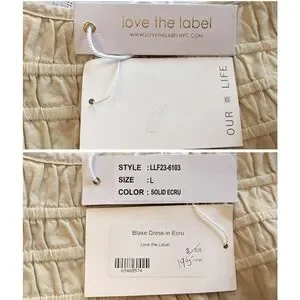 love the label
WWW.LOVETHELABELNYC.COM
OUR LIFE
STYLE : LLF23-6103
SIZE : L
COLOR : SOLID ECRU
Blake Dress in Ecru
Love the Label